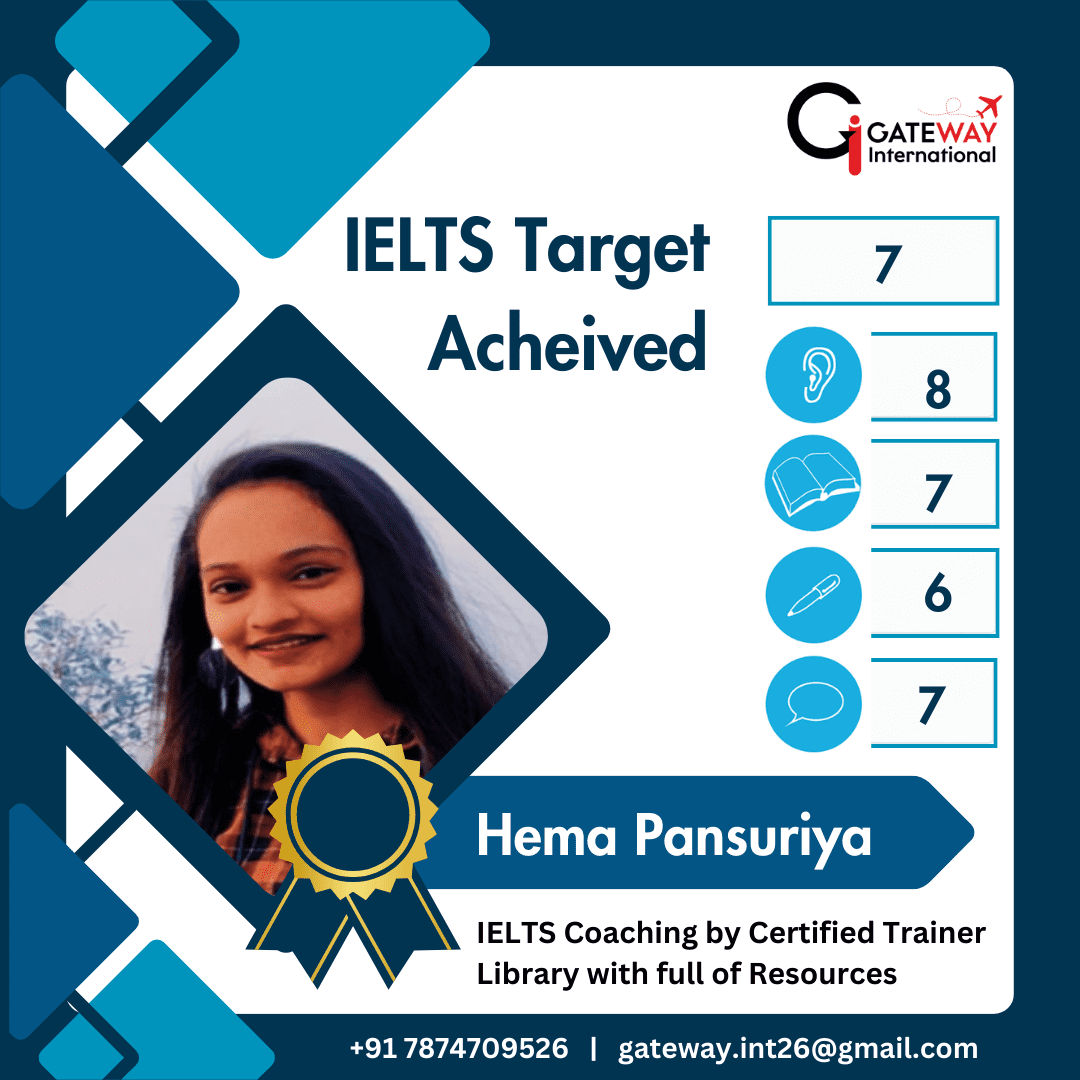 GATEWAY
International
IELTS Target
Acheived
7
8
7
6
7
Hema Pansuriya
IELTS Coaching by Certified Trainer
Library with full of Resources
+91 7874709526 | gateway.int26@gmail.com